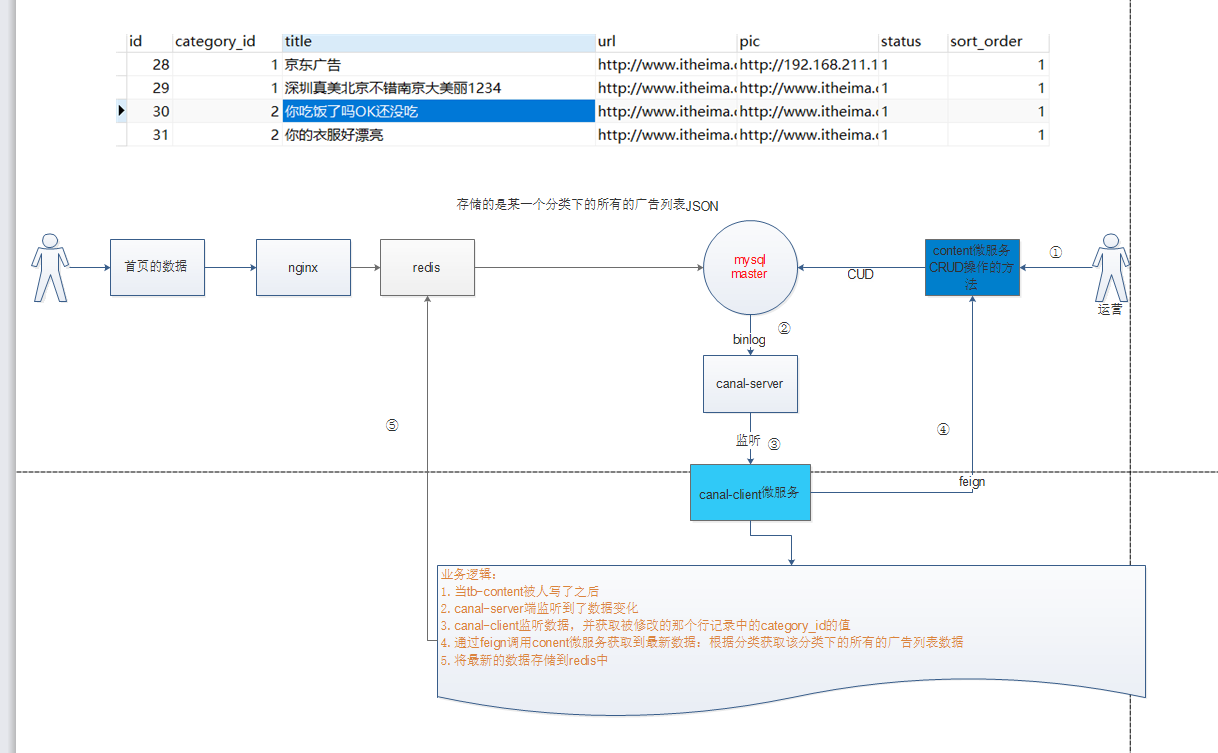 id category_id title url pic status sort_order
28 1 京东广告 http://www.itheima.c http://192.168.211.1 1 1
29 1 深圳真美北京不错南京大美丽1234 http://www.itheima.c http://www.itheima.c 1 1
30 2 你吃饭了吗OK还没吃 http://www.itheima.c http://www.itheima.c 1 1
31 2 你的衣服好漂亮 http://www.itheima.c http://www.itheima.c 1 1
存储的是某一个分类下的所有的广告列表JSON
首页的数据
nginx
redis
mysql
master
CUD
content微服务
CRUD操作的方
法
①
运营
②
binlog
canal-server
⑤
监听
③
④
canal-client微服务
feign
业务逻辑：
1. 当tb-content被人写了之后
2. canal-server端监听到了数据变化
3. canal-client监听数据，并获取被修改的那个行记录中的category_id的值
4. 通过feign调用conent微服务获取到最新数据：根据分类获取该分类下的所有的广告列表数据
5. 将最新的数据存储到redis中